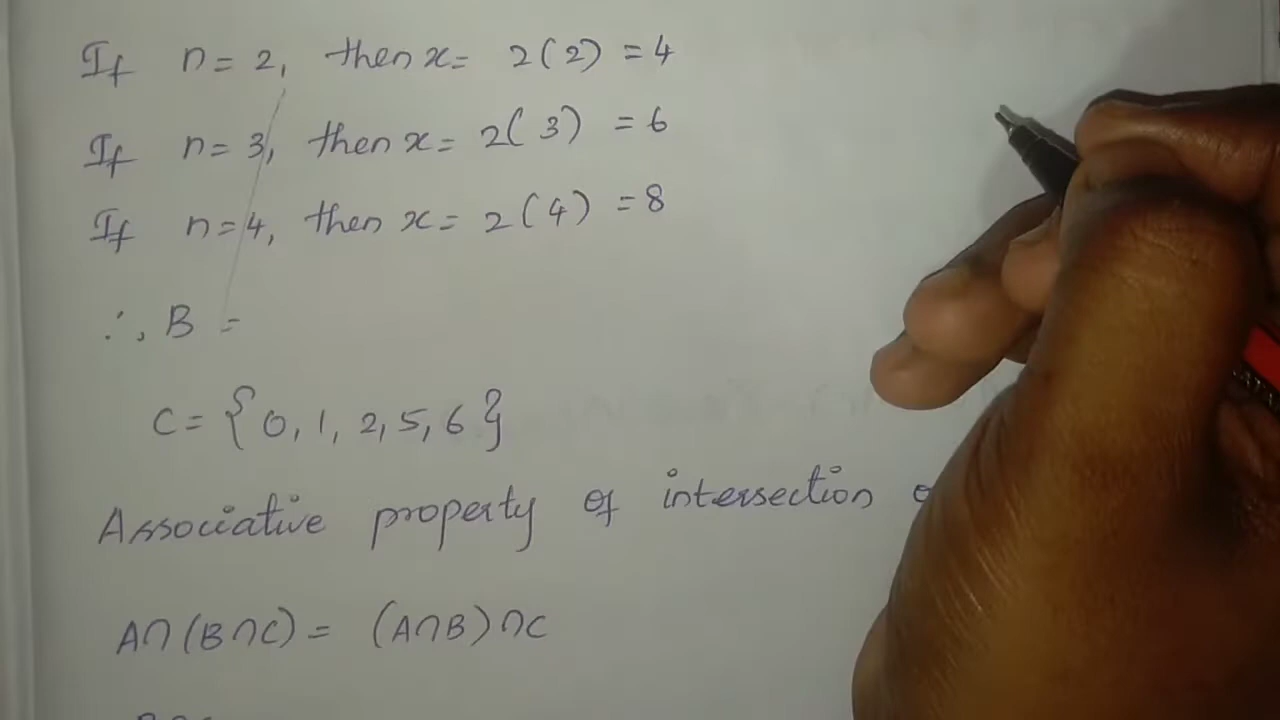 If n = 2, then x = 2(2) = 4
If n = 3, then x = 2(3) = 6
If n = 4, then x = 2(4) = 8
∴, B =
C = {0, 1, 2, 5, 6}
Associative property of intersection
A∩(B∩C) = (A∩B)∩C